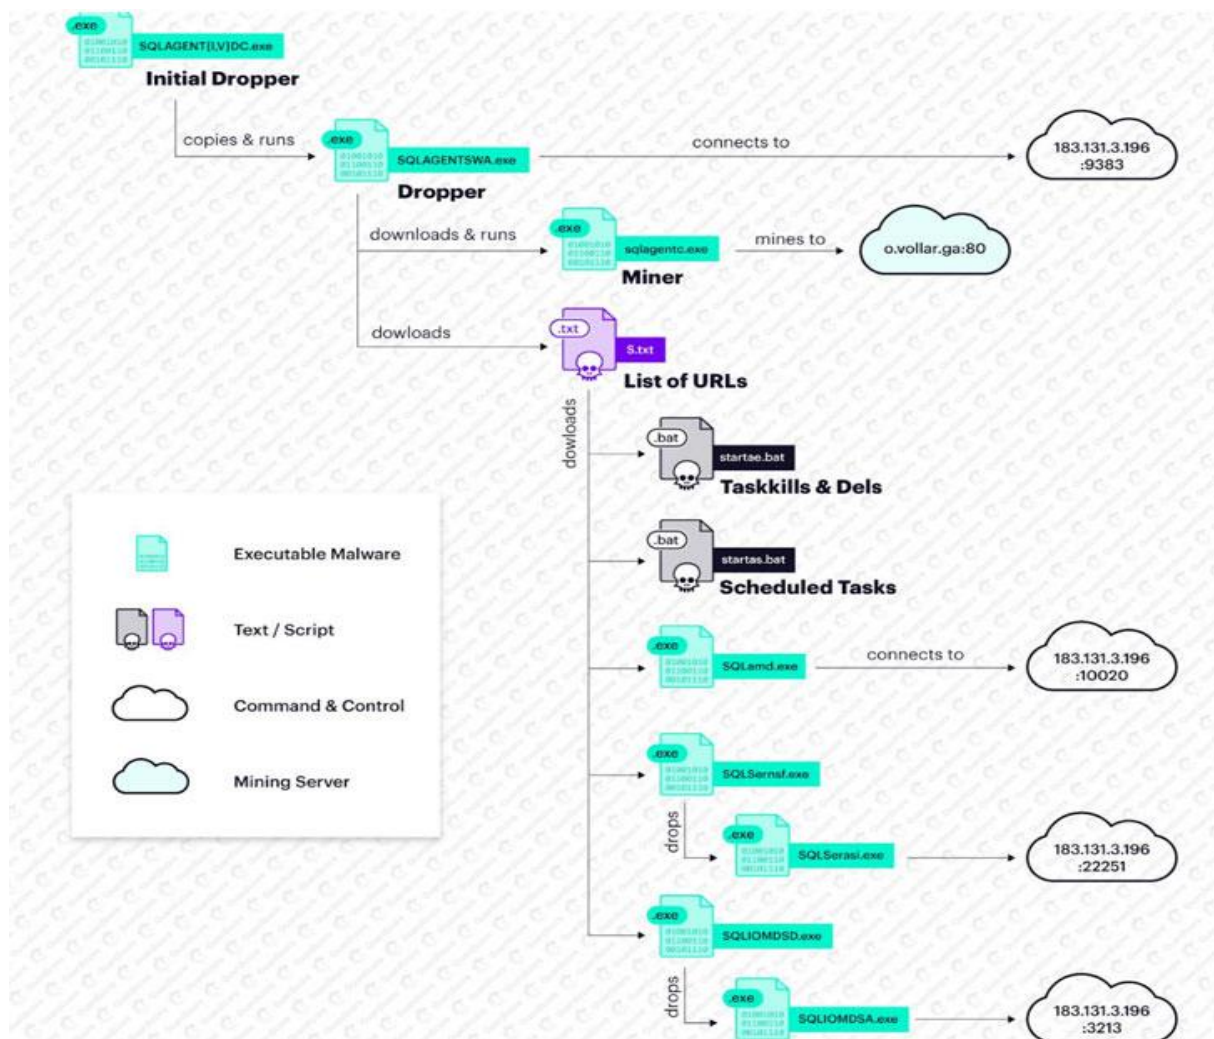 .exe
SQLAGENT(I,V)DC.exe
Initial Dropper
copies & runs
.exe
SQLAGENTSWA.exe
Dropper
connects to
183.131.3.196
:9383
downloads & runs
.exe
sqlagentc.exe
Miner
mines to
o.vollar.ga:80
dowloads
.txt
S.txt
List of URLs
dowloads
.bat
startae.bat
Taskkills & Dels
.bat
startas.bat
Scheduled Tasks
.exe
SQLamd.exe
connects to
183.131.3.196
:10020
.exe
SQLSernsf.exe
drops
.exe
SQLSerasi.exe
183.131.3.196
:22251
.exe
SQLIOMDSD.exe
drops
.exe
SQLIOMDSA.exe
183.131.3.196
:3213
Executable Malware
Text / Script
Command & Control
Mining Server